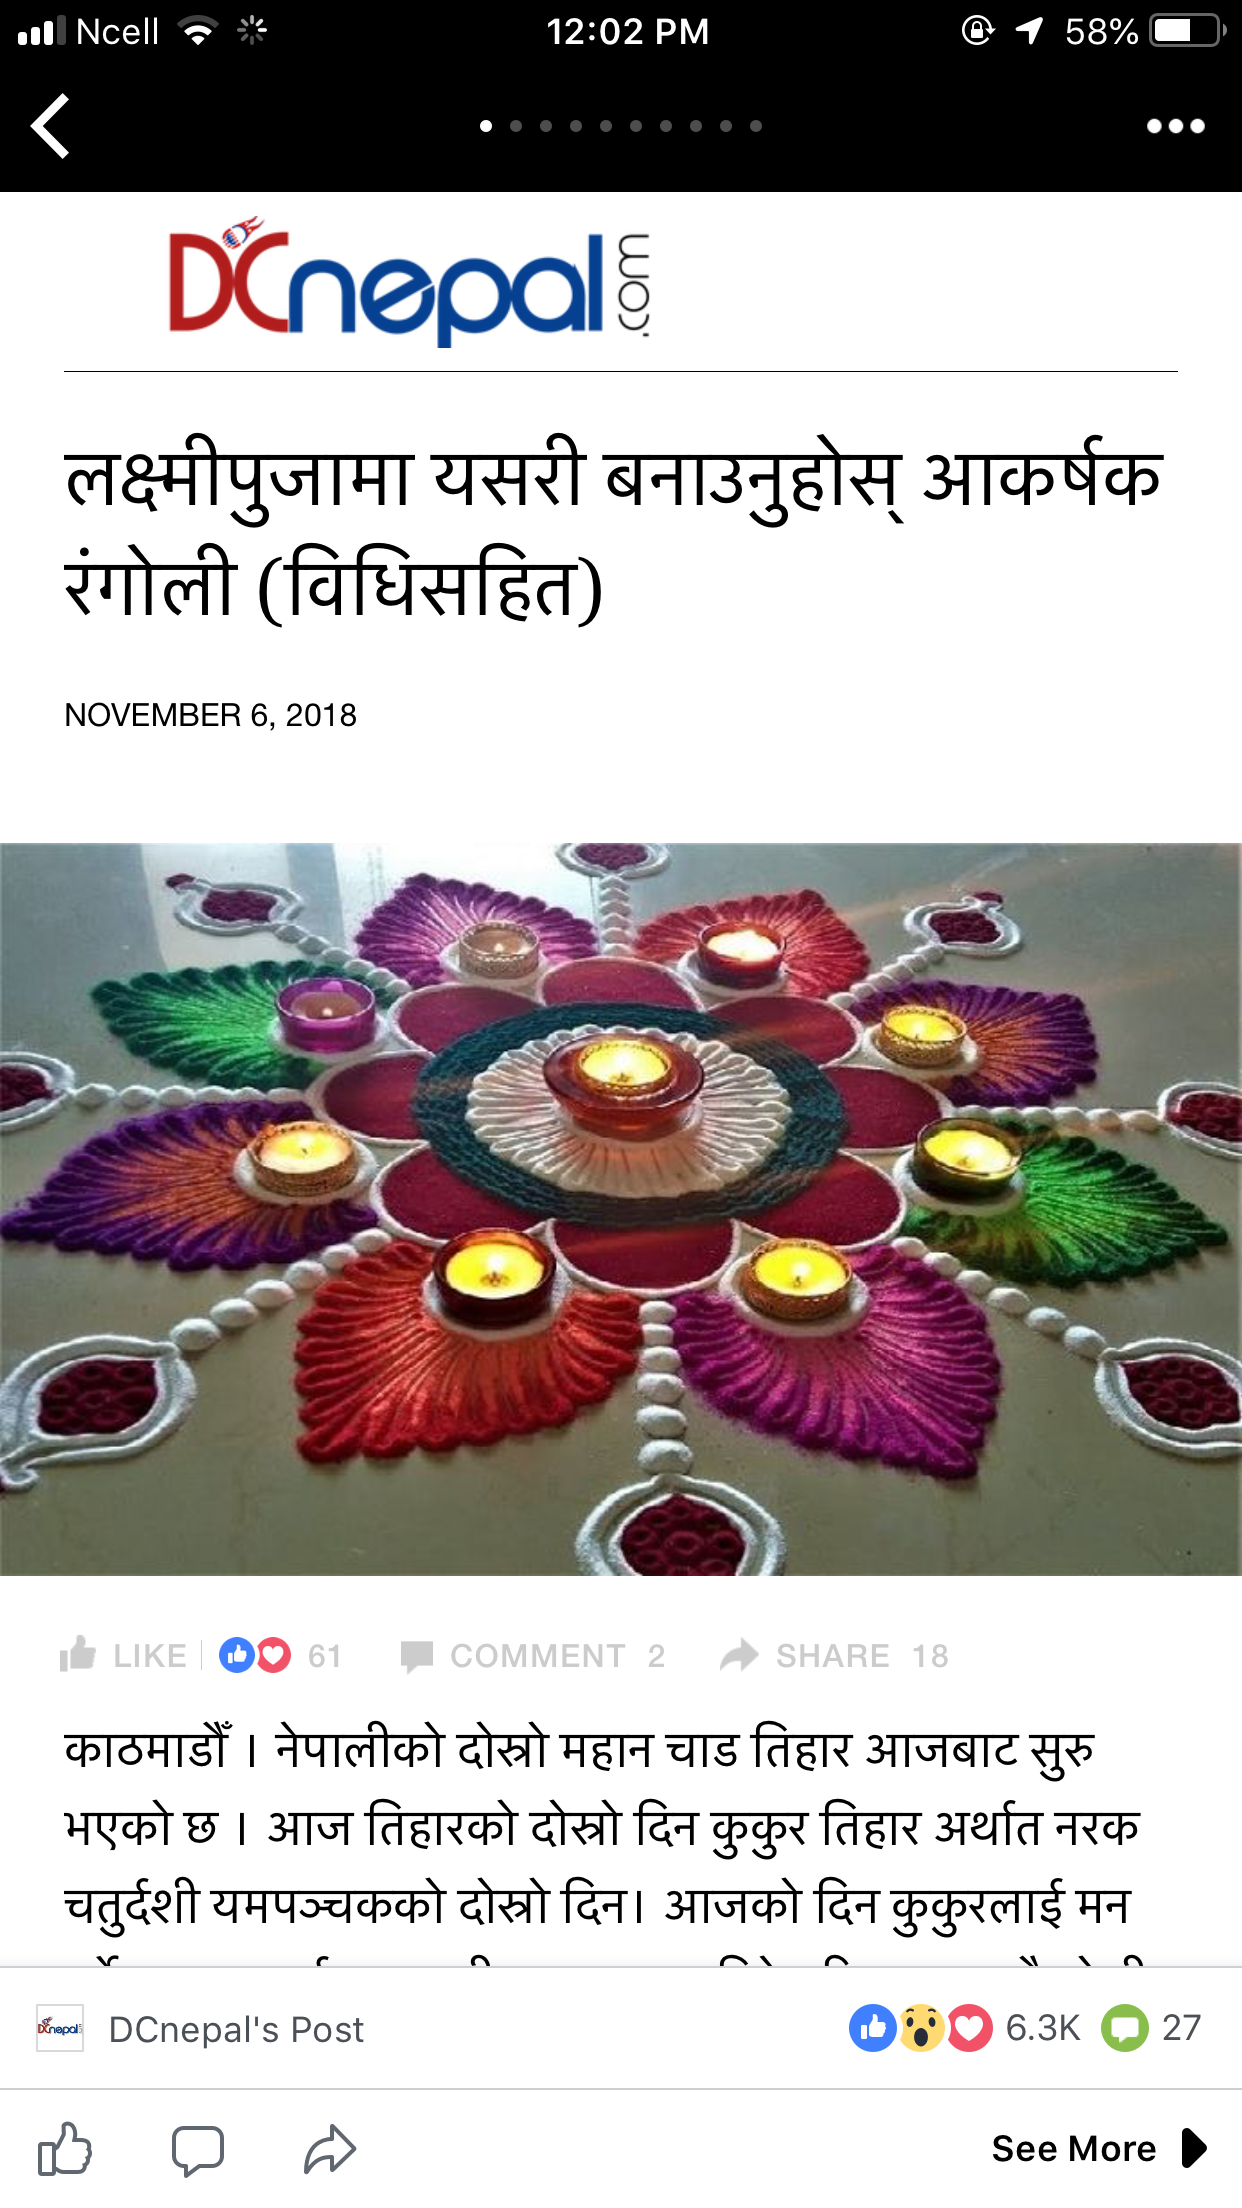 Ncell 12:02 PM 58%
DCnepal.com
लक्ष्मीपुजामा यसरी बनाउनुहोस् आकर्षक
रंगोली (विधिसहित)
NOVEMBER 6, 2018
LIKE 61 COMMENT 2 SHARE 18
काठमाडौँ । नेपालीको दोस्रो महान चाड तिहार आजबाट सुरु
भएको छ । आज तिहारको दोस्रो दिन कुकुर तिहार अर्थात नरक
चतुर्दशी यमपञ्चकको दोस्रो दिन। आजको दिन कुकुरलाई मन
DCnepal DCnepal's Post 6.3K 27
See More